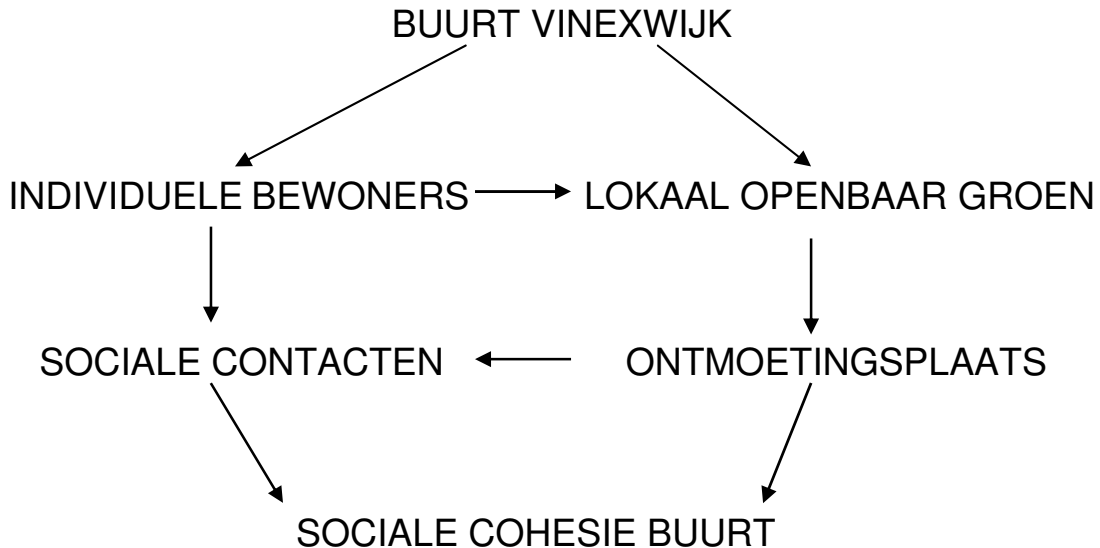 BUURT VINEXWIJK
INDIVIDUELE BEWONERS
LOKAAL OPENBAAR GROEN
SOCIALE CONTACTEN
ONTMOETINGSPLAATS
SOCIALE COHESIE BUURT